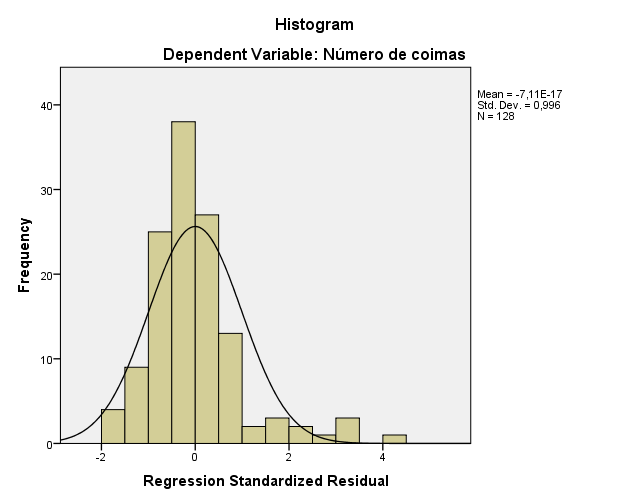 Histogram
Dependent Variable: Número de coimas
Mean = -7,11E-17
Std. Dev. = 0,996
N = 128
Frequency
40
30
20
10
0
-2 0 2 4
Regression Standardized Residual